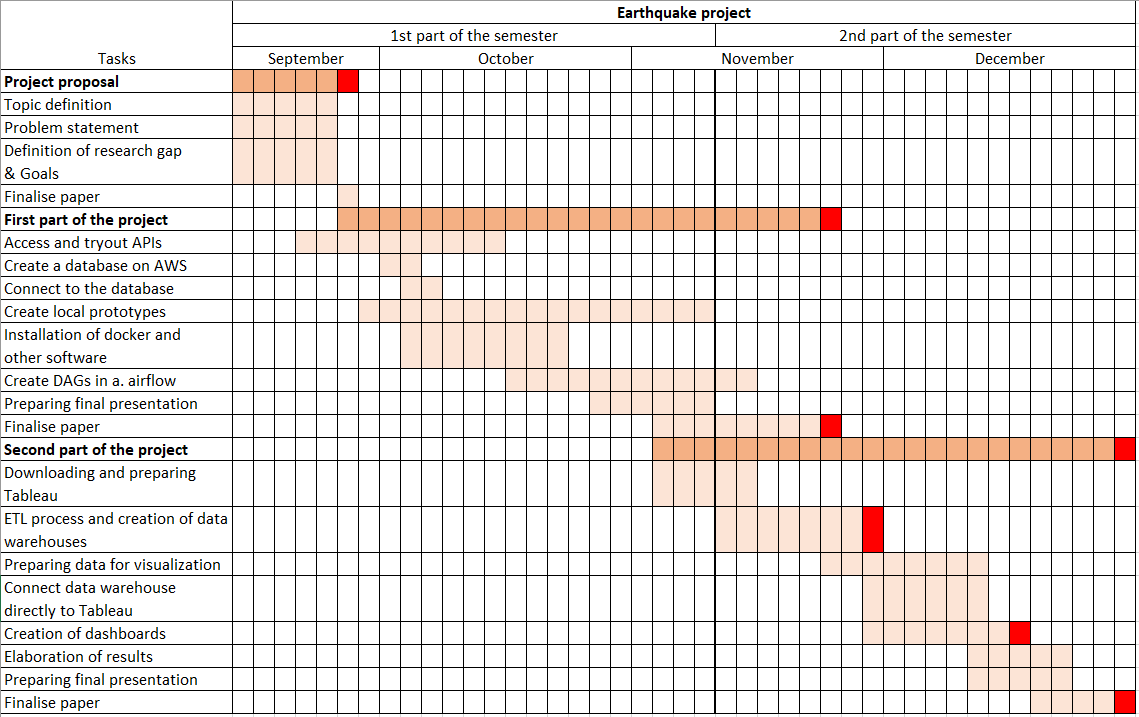 Earthquake project
1st part of the semester
2nd part of the semester
Tasks
September
October
November
December
Project proposal
Topic definition
Problem statement
Definition of research gap
& Goals
Finalise paper
First part of the project
Access and tryout APIs
Create a database on AWS
Connect to the database
Create local prototypes
Installation of docker and
other software
Create DAGs in a. airflow
Preparing final presentation
Finalise paper
Second part of the project
Downloading and preparing
Tableau
ETL process and creation of data
warehouses
Preparing data for visualization
Connect data warehouse
directly to Tableau
Creation of dashboards
Elaboration of results
Preparing final presentation
Finalise paper